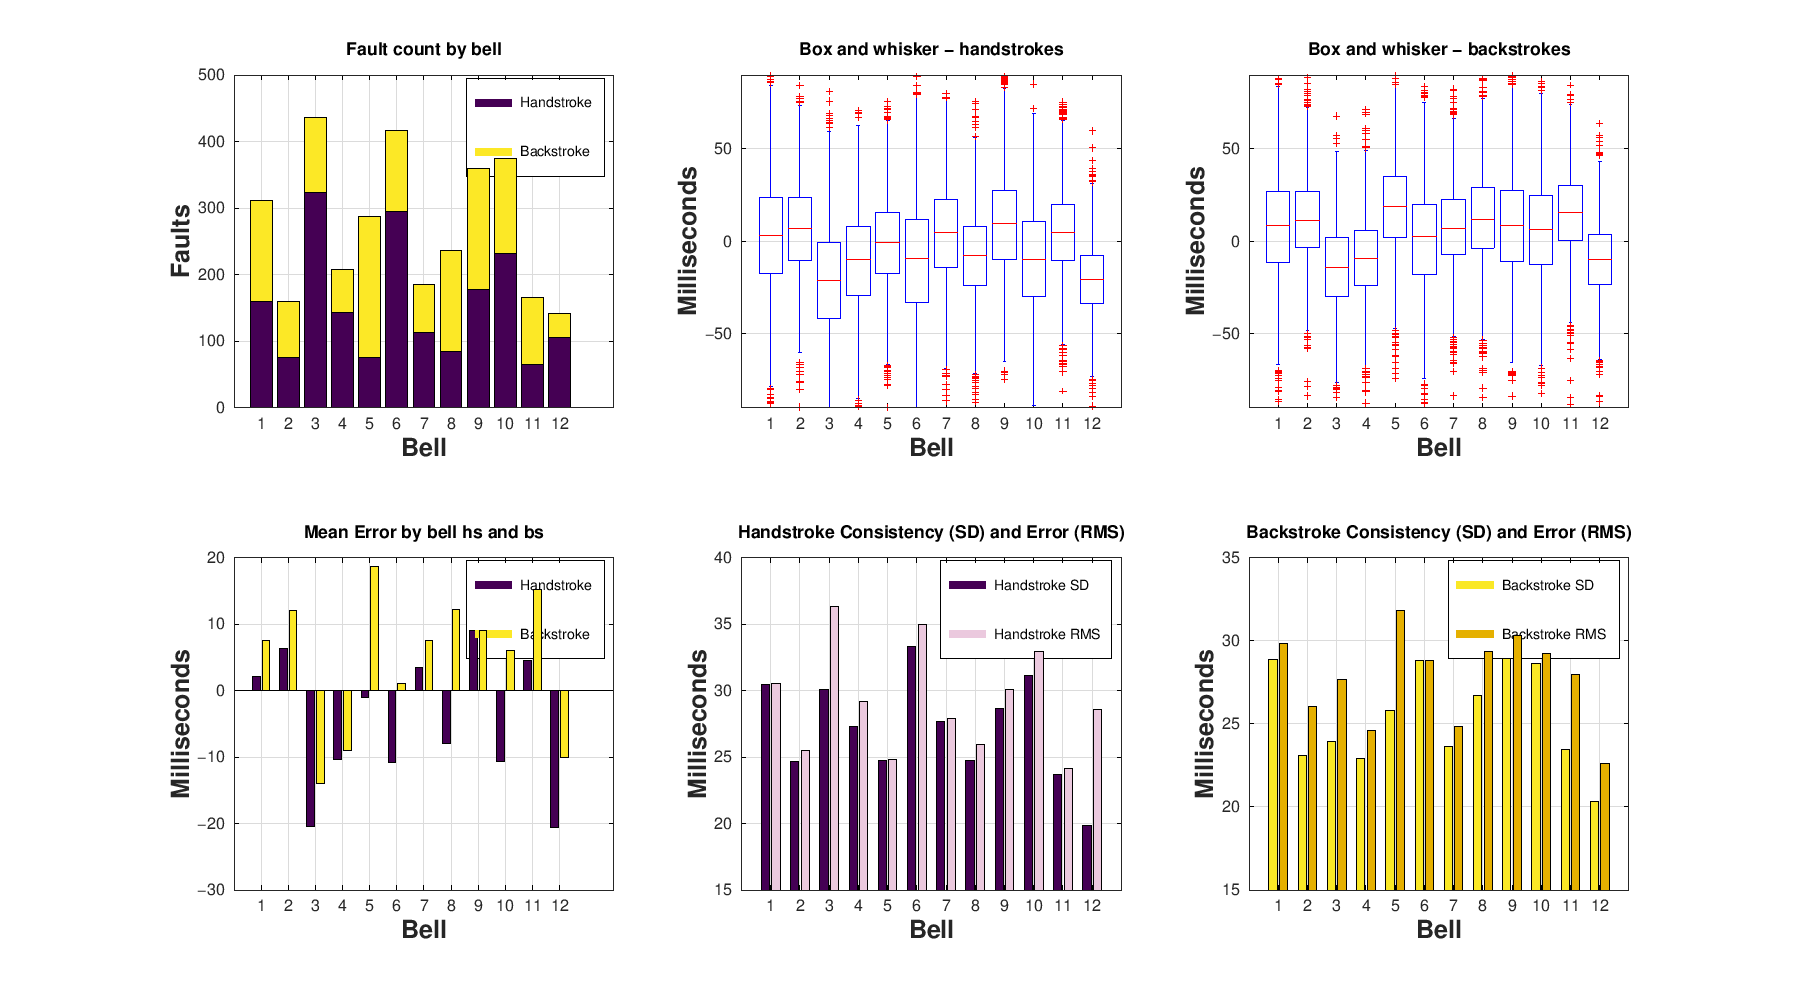 Fault count by bell
500
400
300
200
100
0
Faults
Handstroke
Backstroke
1 2 3 4 5 6 7 8 9 10 11 12
Bell
Box and whisker – handstrokes
50
0
−50
Milliseconds
1 2 3 4 5 6 7 8 9 10 11 12
Bell
Box and whisker – backstrokes
50
0
−50
Milliseconds
1 2 3 4 5 6 7 8 9 10 11 12
Bell
Mean Error by bell hs and bs
20
10
0
−10
−20
−30
Milliseconds
Handstroke
Backstroke
1 2 3 4 5 6 7 8 9 10 11 12
Bell
Handstroke Consistency (SD) and Error (RMS)
40
35
30
25
20
15
Milliseconds
Handstroke SD
Handstroke RMS
1 2 3 4 5 6 7 8 9 10 11 12
Bell
Backstroke Consistency (SD) and Error (RMS)
35
30
25
20
15
Milliseconds
Backstroke SD
Backstroke RMS
1 2 3 4 5 6 7 8 9 10 11 12
Bell